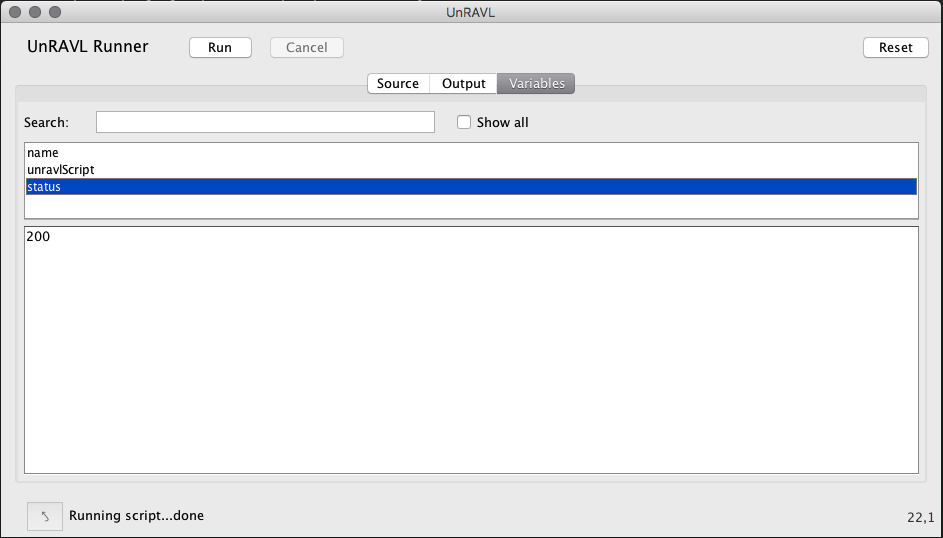 UnRAVL
UnRAVL Runner Run Cancel Reset
Source Output Variables
Search: Show all
name
unravlScript
status
200
Running script...done 22,1